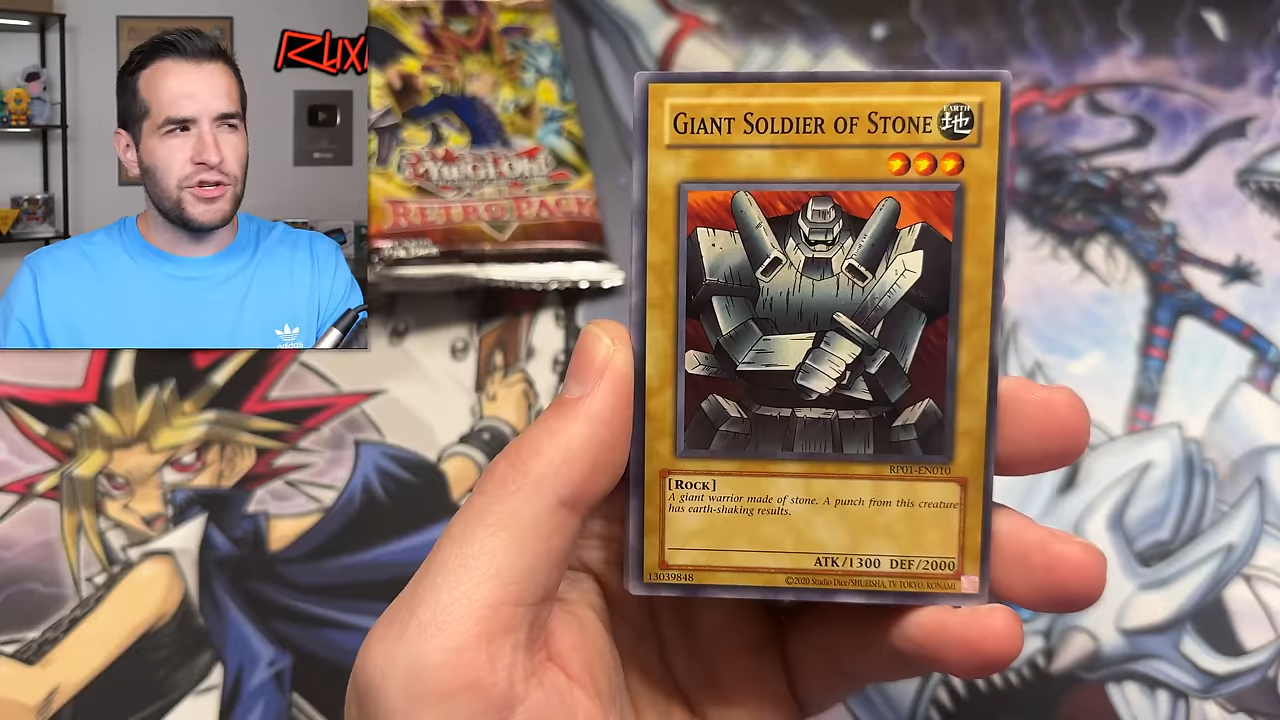 Yu-Gi-Oh!
RETRO PACK
GIANT SOLDIER OF STONE
EARTH
地
RP01-EN010
[ROCK]
A giant warrior made of stone. A punch from this creature
has earth-shaking results.
ATK/1300 DEF/2000
13039848
©2020 Studio Dice/SHUEISHA, TV TOKYO, KONAMI
adidas